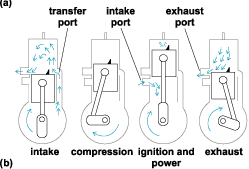 (a)
transfer port
intake port
exhaust port
intake
compression
ignition and power
exhaust
(b)